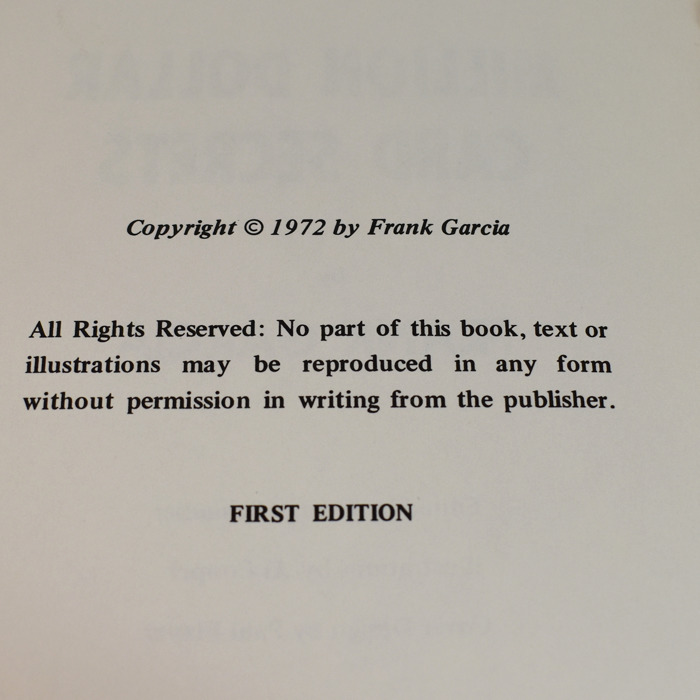 Copyright © 1972 by Frank Garcia
All Rights Reserved: No part of this book, text or
illustrations may be reproduced in any form
without permission in writing from the publisher.
FIRST EDITION